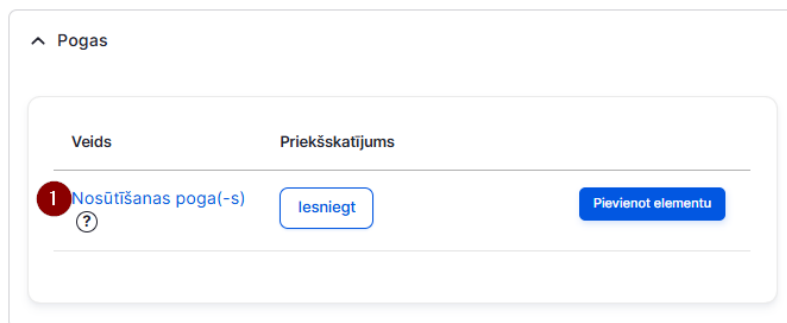 Pogas
Veids Priekšskatījums
1 Nosūtīšanas poga(-s) Iesniegt Pievienot elementu
?